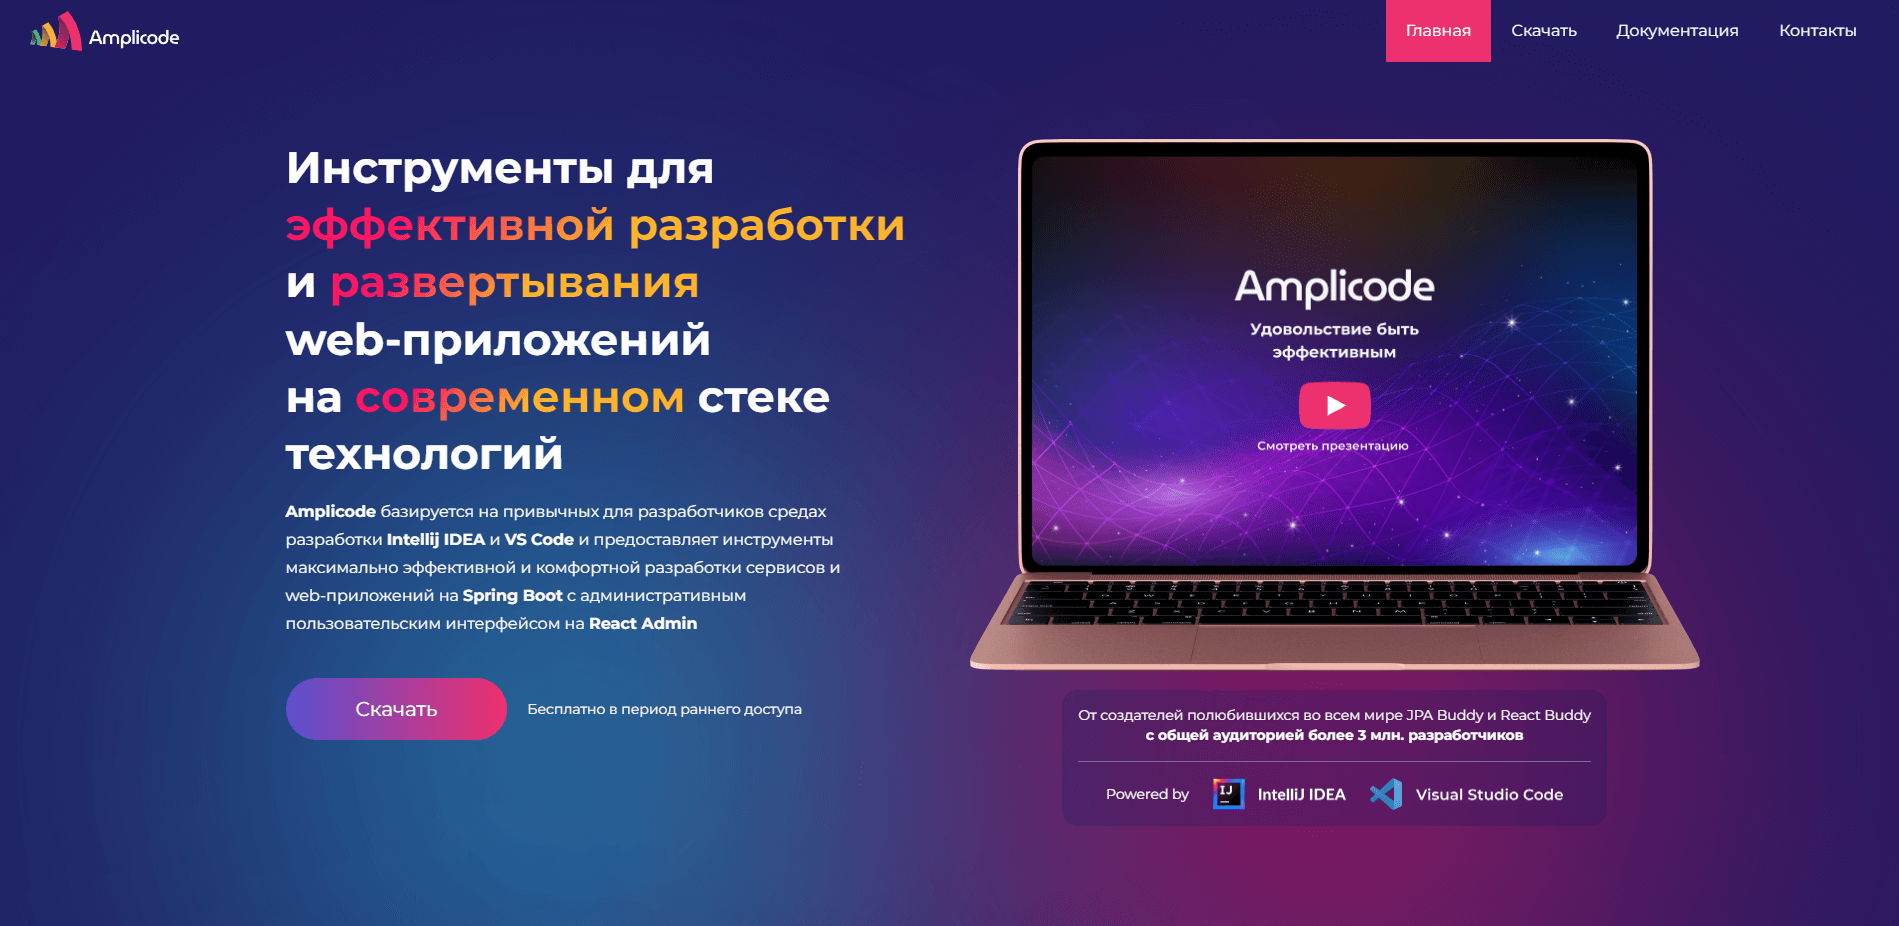 Amplicode
Главная
Скачать
Документация
Контакты
Инструменты для
эффективной разработки
и развертывания
web-приложений
на современном стеке
технологий
Amplicode базируется на привычных для разработчиков средах
разработки Intellij IDEA и VS Code и предоставляет инструменты
максимально эффективной и комфортной разработки сервисов и
web-приложений на Spring Boot с административным
пользовательским интерфейсом на React Admin
Скачать
Бесплатно в период раннего доступа
Amplicode
Удовольствие быть
эффективным
Смотреть презентацию
От создателей полюбившихся во всем мире JPA Buddy и React Buddy
с общей аудиторией более 3 млн. разработчиков
Powered by
IJ
IntelliJ IDEA
Visual Studio Code